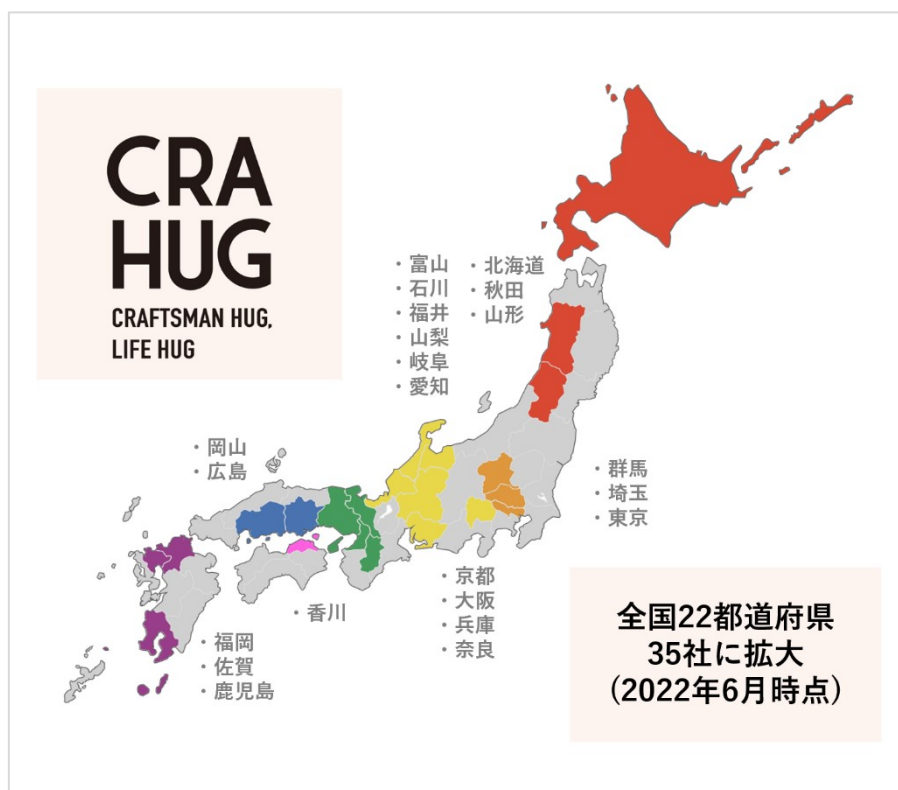 CRA
HUG
CRAFTSMAN HUG,
LIFE HUG
・富山
・石川
・福井
・山梨
・岐阜
・愛知
・北海道
・秋田
・山形
・岡山
・広島
・群馬
・埼玉
・東京
・京都
・大阪
・兵庫
・奈良
・香川
・福岡
・佐賀
・鹿児島
全国22都道府県
35社に拡大
(2022年6月時点)